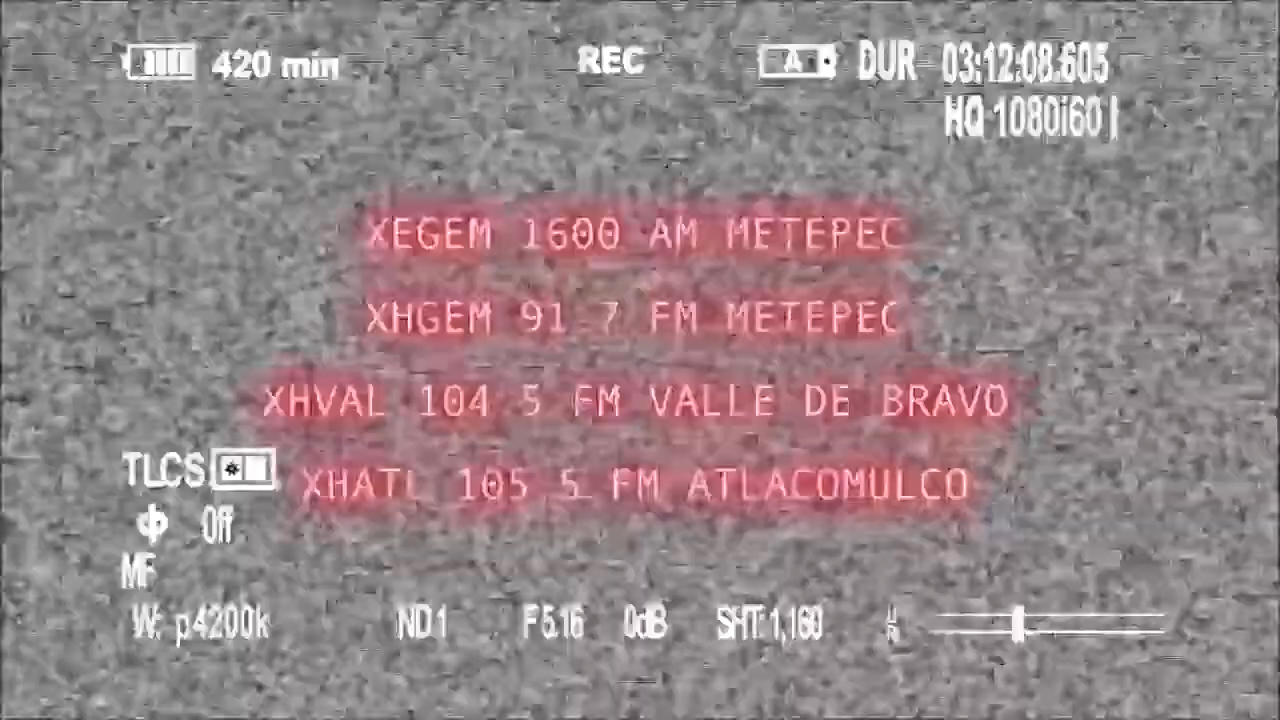 420 min REC A DUR 03:12:08.605
HQ 1080i60
XEGEM 1600 AM METEPEC
XHGEM 91 7 FM METEPEC
XHVAL 104 5 FM VALLE DE BRAVO
XHATL 105 5 FM ATLACOMULCO
TLCS
Off
MF
W: p4200k ND1 F5.16 0dB SHT:1,160